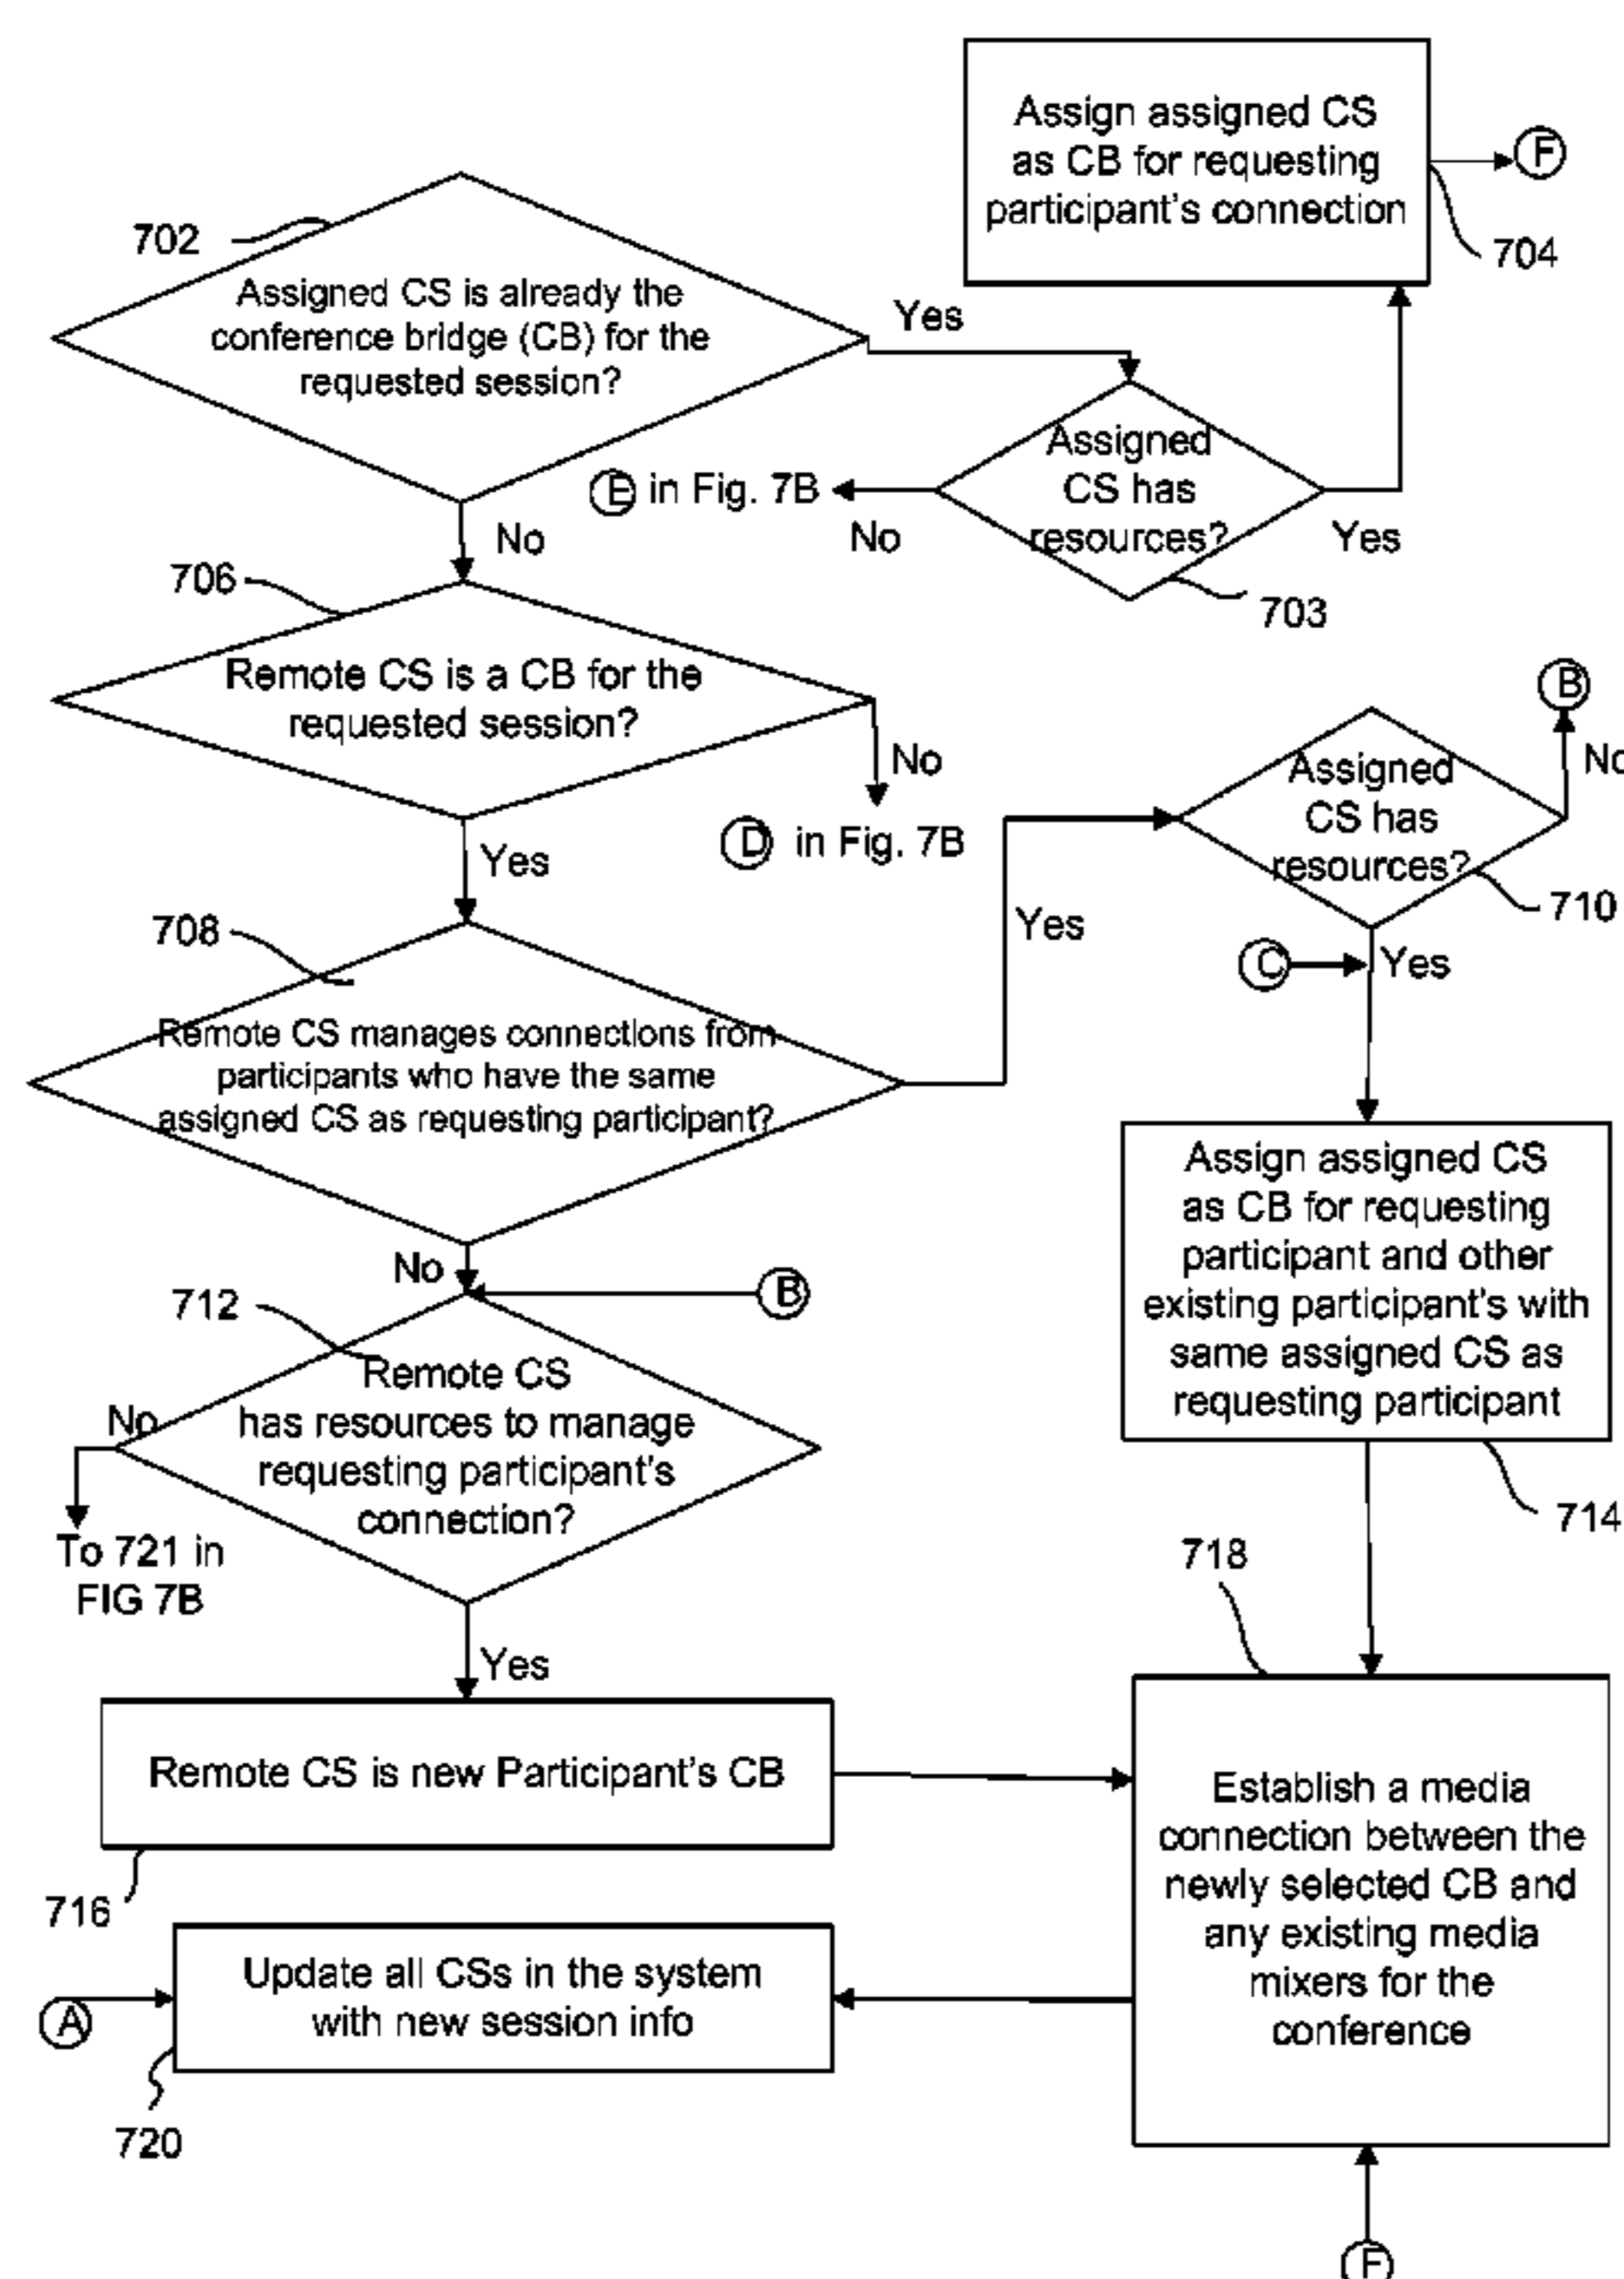 Assign assigned CS
as CB for requesting
participant's connection
F
704
702
Assigned CS is already the
conference bridge (CB) for the
requested session?
Yes
Assigned
CS has
resources?
E in Fig. 7B
No
Yes
703
No
706
Remote CS is a CB for the
requested session?
No
D in Fig. 7B
Yes
B
No
Assigned
CS has
resources?
710
708
Yes
C
Yes
Remote CS manages connections from
participants who have the same
assigned CS as requesting participant?
Assign assigned CS
as CB for requesting
participant and other
existing participant's with
same assigned CS as
requesting participant
714
No
B
712
Remote CS
has resources to manage
requesting participant's
connection?
No
To 721 in
FIG 7B
Yes
718
Remote CS is new Participant's CB
716
Establish a media
connection between the
newly selected CB and
any existing media
mixers for the
conference
Update all CSs in the system
with new session info
A
720
F